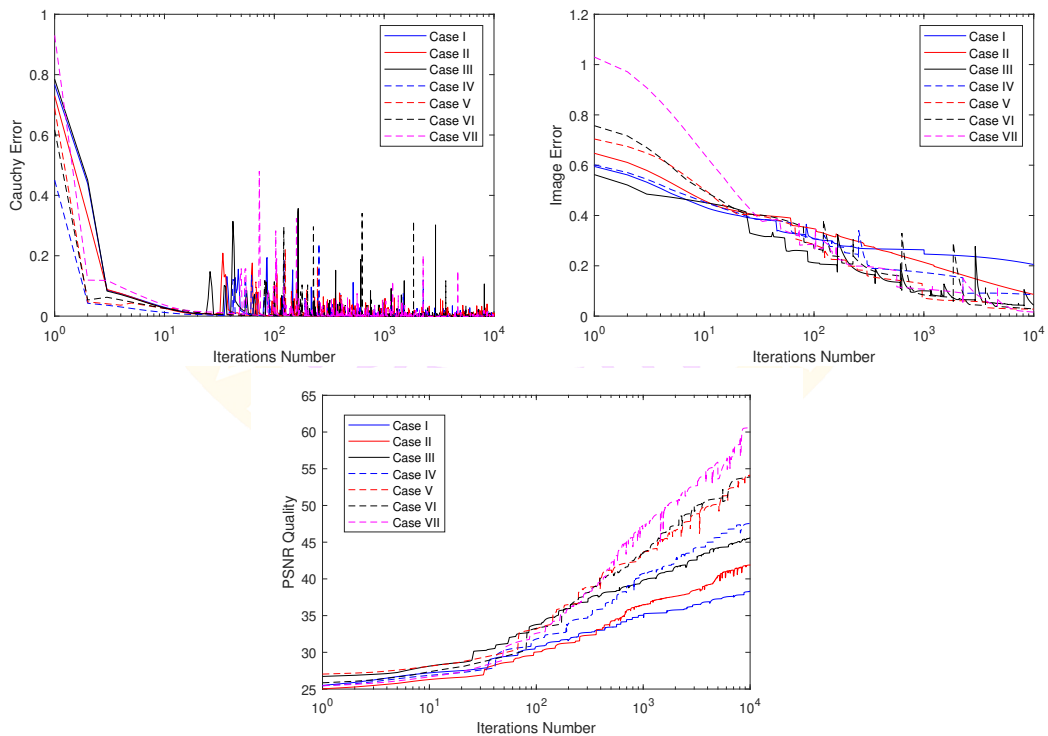 1
0.8
0.6
0.4
0.2
0
Cauchy Error
10^0
10^1
10^2
10^3
10^4
Iterations Number
Case I
Case II
Case III
Case IV
Case V
Case VI
Case VII
1.2
1
0.8
0.6
0.4
0.2
0
Image Error
10^0
10^1
10^2
10^3
10^4
Iterations Number
Case I
Case II
Case III
Case IV
Case V
Case VI
Case VII
65
60
55
50
45
40
35
30
25
PSNR Quality
10^0
10^1
10^2
10^3
10^4
Iterations Number
Case I
Case II
Case III
Case IV
Case V
Case VI
Case VII